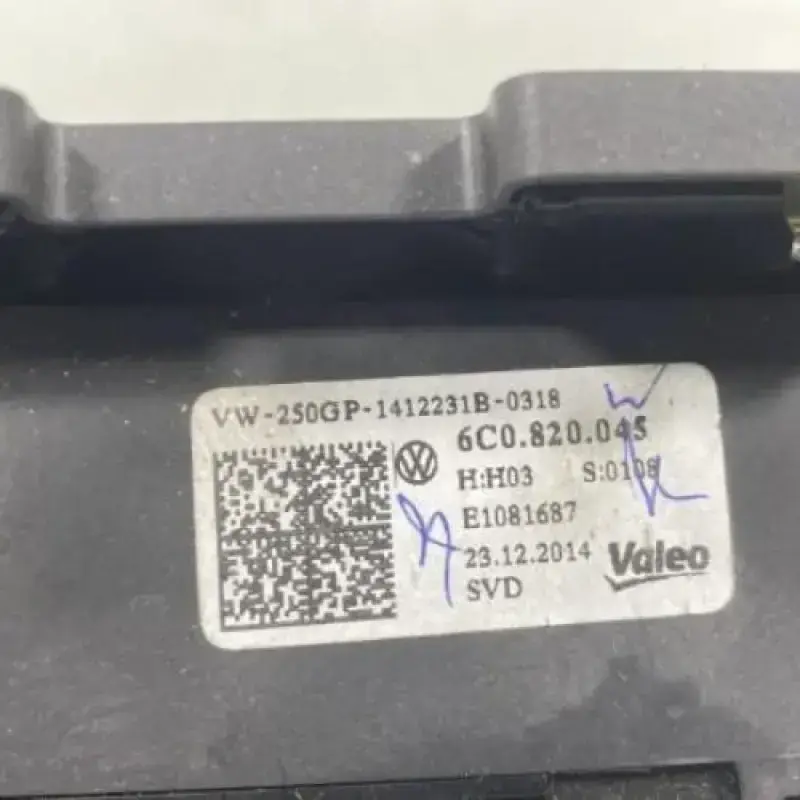 VW-250GP-1412231B-0318
6C0.820.045
H:H03 S:0108
E1081687
23.12.2014 Valeo
SVD